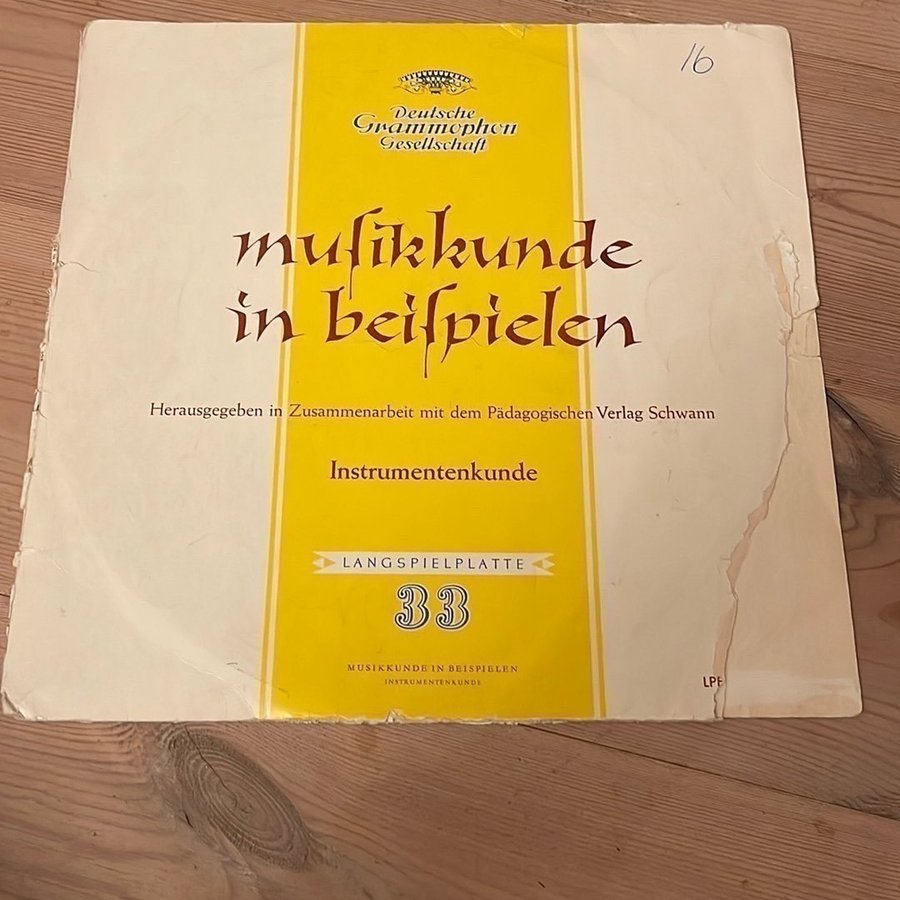 16
Deutsche
Grammophon
Gesellschaft
muſikkunde
in beiſpielen
Herausgegeben in Zusammenarbeit mit dem Pädagogischen Verlag Schwann
Instrumentenkunde
LANGSPIELPLATTE
33
MUSIKKUNDE IN BEISPIELEN
INSTRUMENTENKUNDE